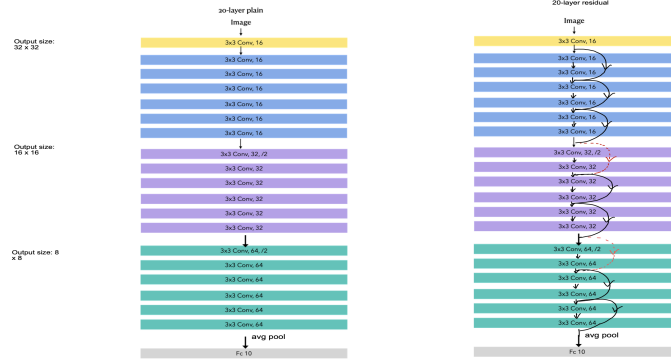 20-layer plain
Image
Output size:
32 x 32
3x3 Conv, 16
3x3 Conv, 16
3x3 Conv, 16
3x3 Conv, 16
3x3 Conv, 16
3x3 Conv, 16
3x3 Conv, 16
Output size:
16 x 16
3x3 Conv, 32, /2
3x3 Conv, 32
3x3 Conv, 32
3x3 Conv, 32
3x3 Conv, 32
3x3 Conv, 32
Output size: 8
x 8
3x3 Conv, 64, /2
3x3 Conv, 64
3x3 Conv, 64
3x3 Conv, 64
3x3 Conv, 64
3x3 Conv, 64
avg pool
Fc 10
20-layer residual
Image
3x3 Conv, 16
3x3 Conv, 16
3x3 Conv, 16
3x3 Conv, 16
3x3 Conv, 16
3x3 Conv, 16
3x3 Conv, 16
3x3 Conv, 32, /2
3x3 Conv, 32
3x3 Conv, 32
3x3 Conv, 32
3x3 Conv, 32
3x3 Conv, 32
3x3 Conv, 64, /2
3x3 Conv, 64
3x3 Conv, 64
3x3 Conv, 64
3x3 Conv, 64
3x3 Conv, 64
avg pool
Fc 10